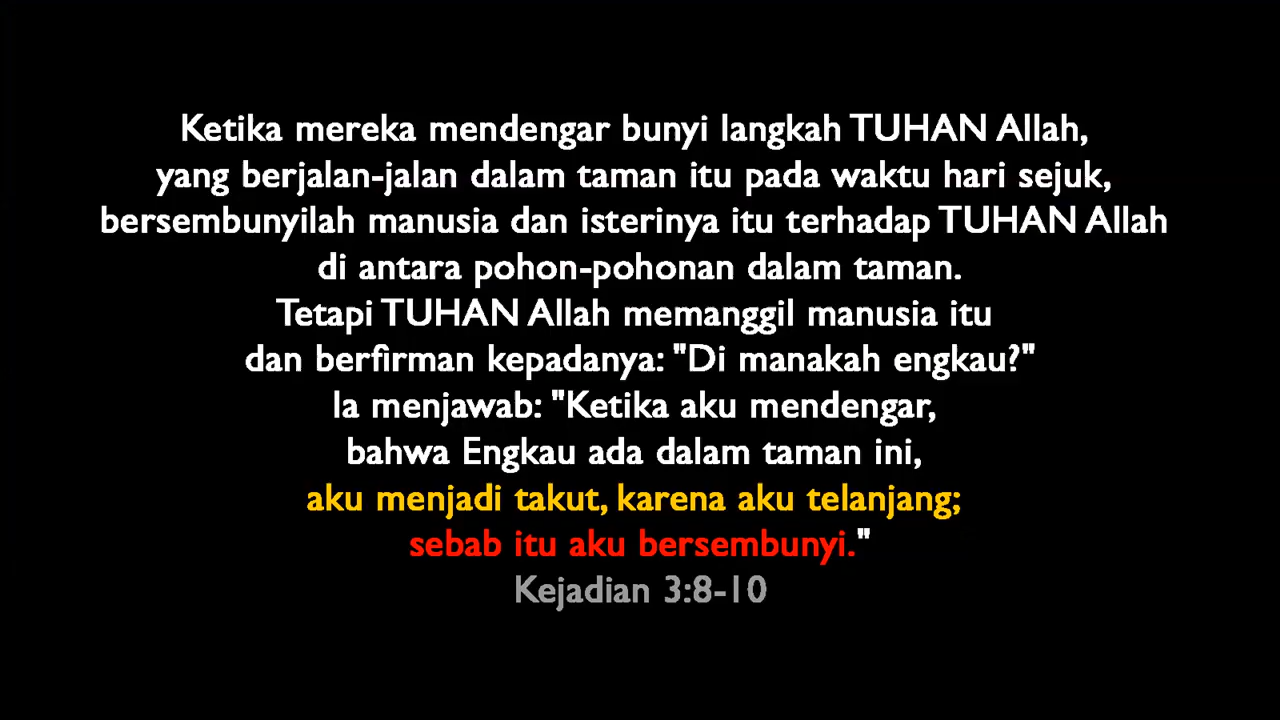 Ketika mereka mendengar bunyi langkah TUHAN Allah,
yang berjalan-jalan dalam taman itu pada waktu hari sejuk,
bersembunyilah manusia dan isterinya itu terhadap TUHAN Allah
di antara pohon-pohonan dalam taman.
Tetapi TUHAN Allah memanggil manusia itu
dan berfirman kepadanya: "Di manakah engkau?"
Ia menjawab: "Ketika aku mendengar,
bahwa Engkau ada dalam taman ini,
aku menjadi takut, karena aku telanjang;
sebab itu aku bersembunyi."
Kejadian 3:8-10